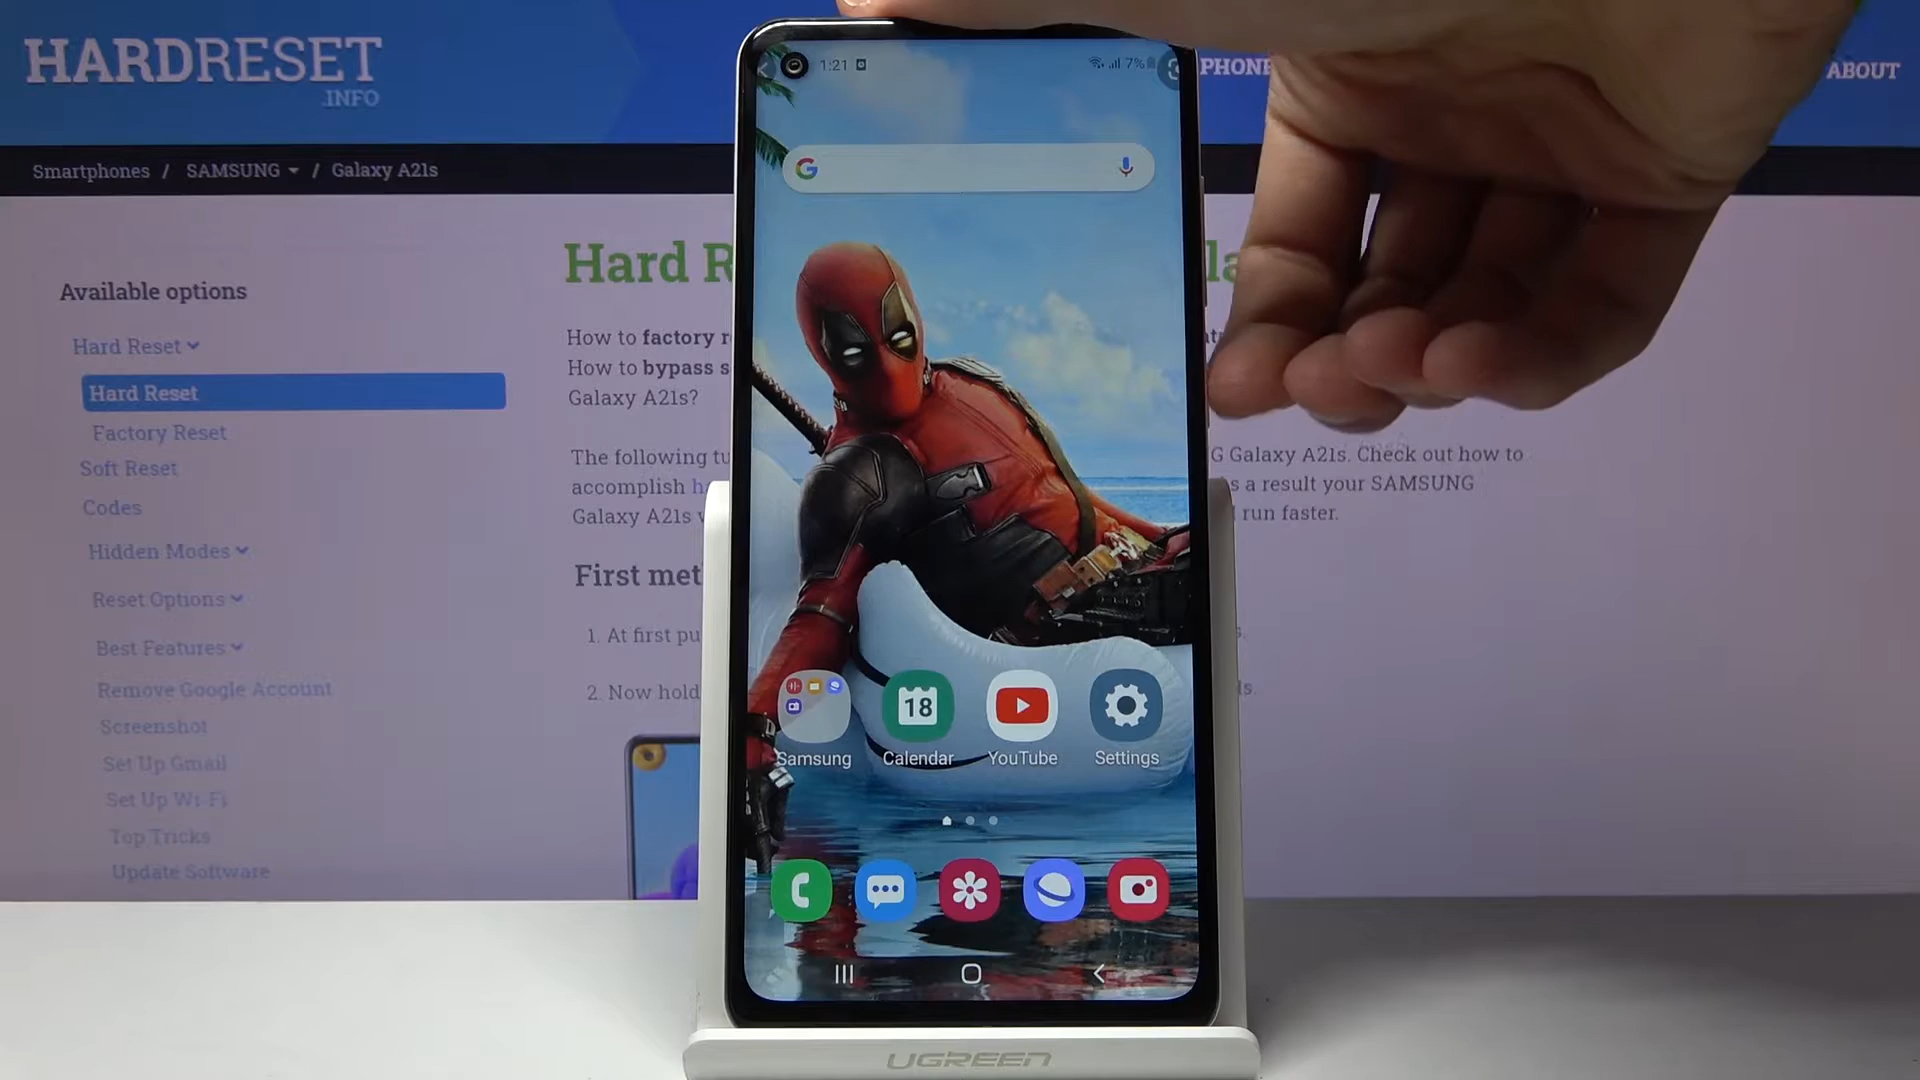 HARDRESET
.INFO
PHONE
ABOUT
Smartphones / SAMSUNG / Galaxy A21s
1:21
7%
G
Available options
Hard Reset
Hard Reset
Factory Reset
Soft Reset
Codes
Hidden Modes
Reset Options
Best Features
Remove Google Account
Screenshot
Set Up Gmail
Set Up Wi-Fi
Top Tricks
Update Software
Hard R
How to factory r
How to bypass s
Galaxy A21s?
The following tu
accomplish h
Galaxy A21s
G Galaxy A21s. Check out how to
s a result your SAMSUNG
run faster.
First met
1. At first pu
2. Now hold
18
Samsung
Calendar
YouTube
Settings
UGREEN